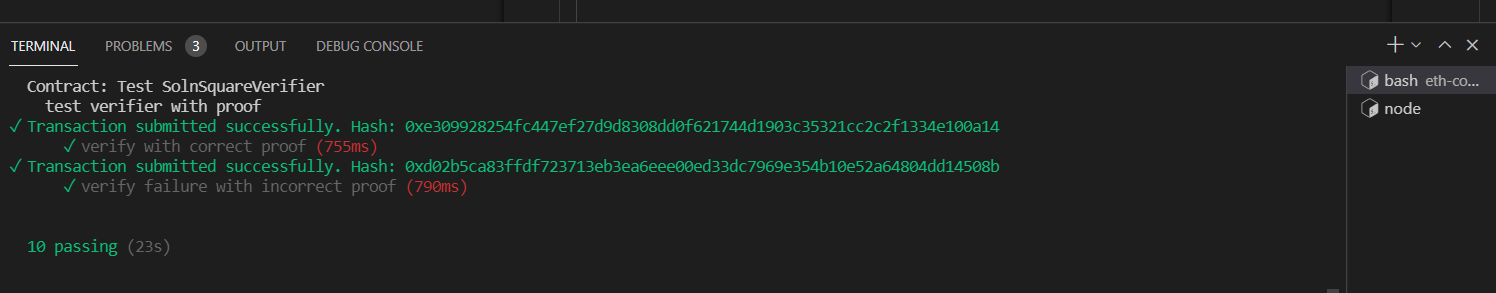 TERMINAL PROBLEMS 3 OUTPUT DEBUG CONSOLE
Contract: Test SolnSquareVerifier
test verifier with proof
✓ Transaction submitted successfully. Hash: 0xe309928254fc447ef27d9d8308dd0f621744d1903c35321cc2c2f1334e100a14
✓ verify with correct proof (755ms)
✓ Transaction submitted successfully. Hash: 0xd02b5ca83ffdf723713eb3ea6eee00ed33dc7969e354b10e52a64804dd14508b
✓ verify failure with incorrect proof (790ms)
10 passing (23s)
bash eth-co...
node